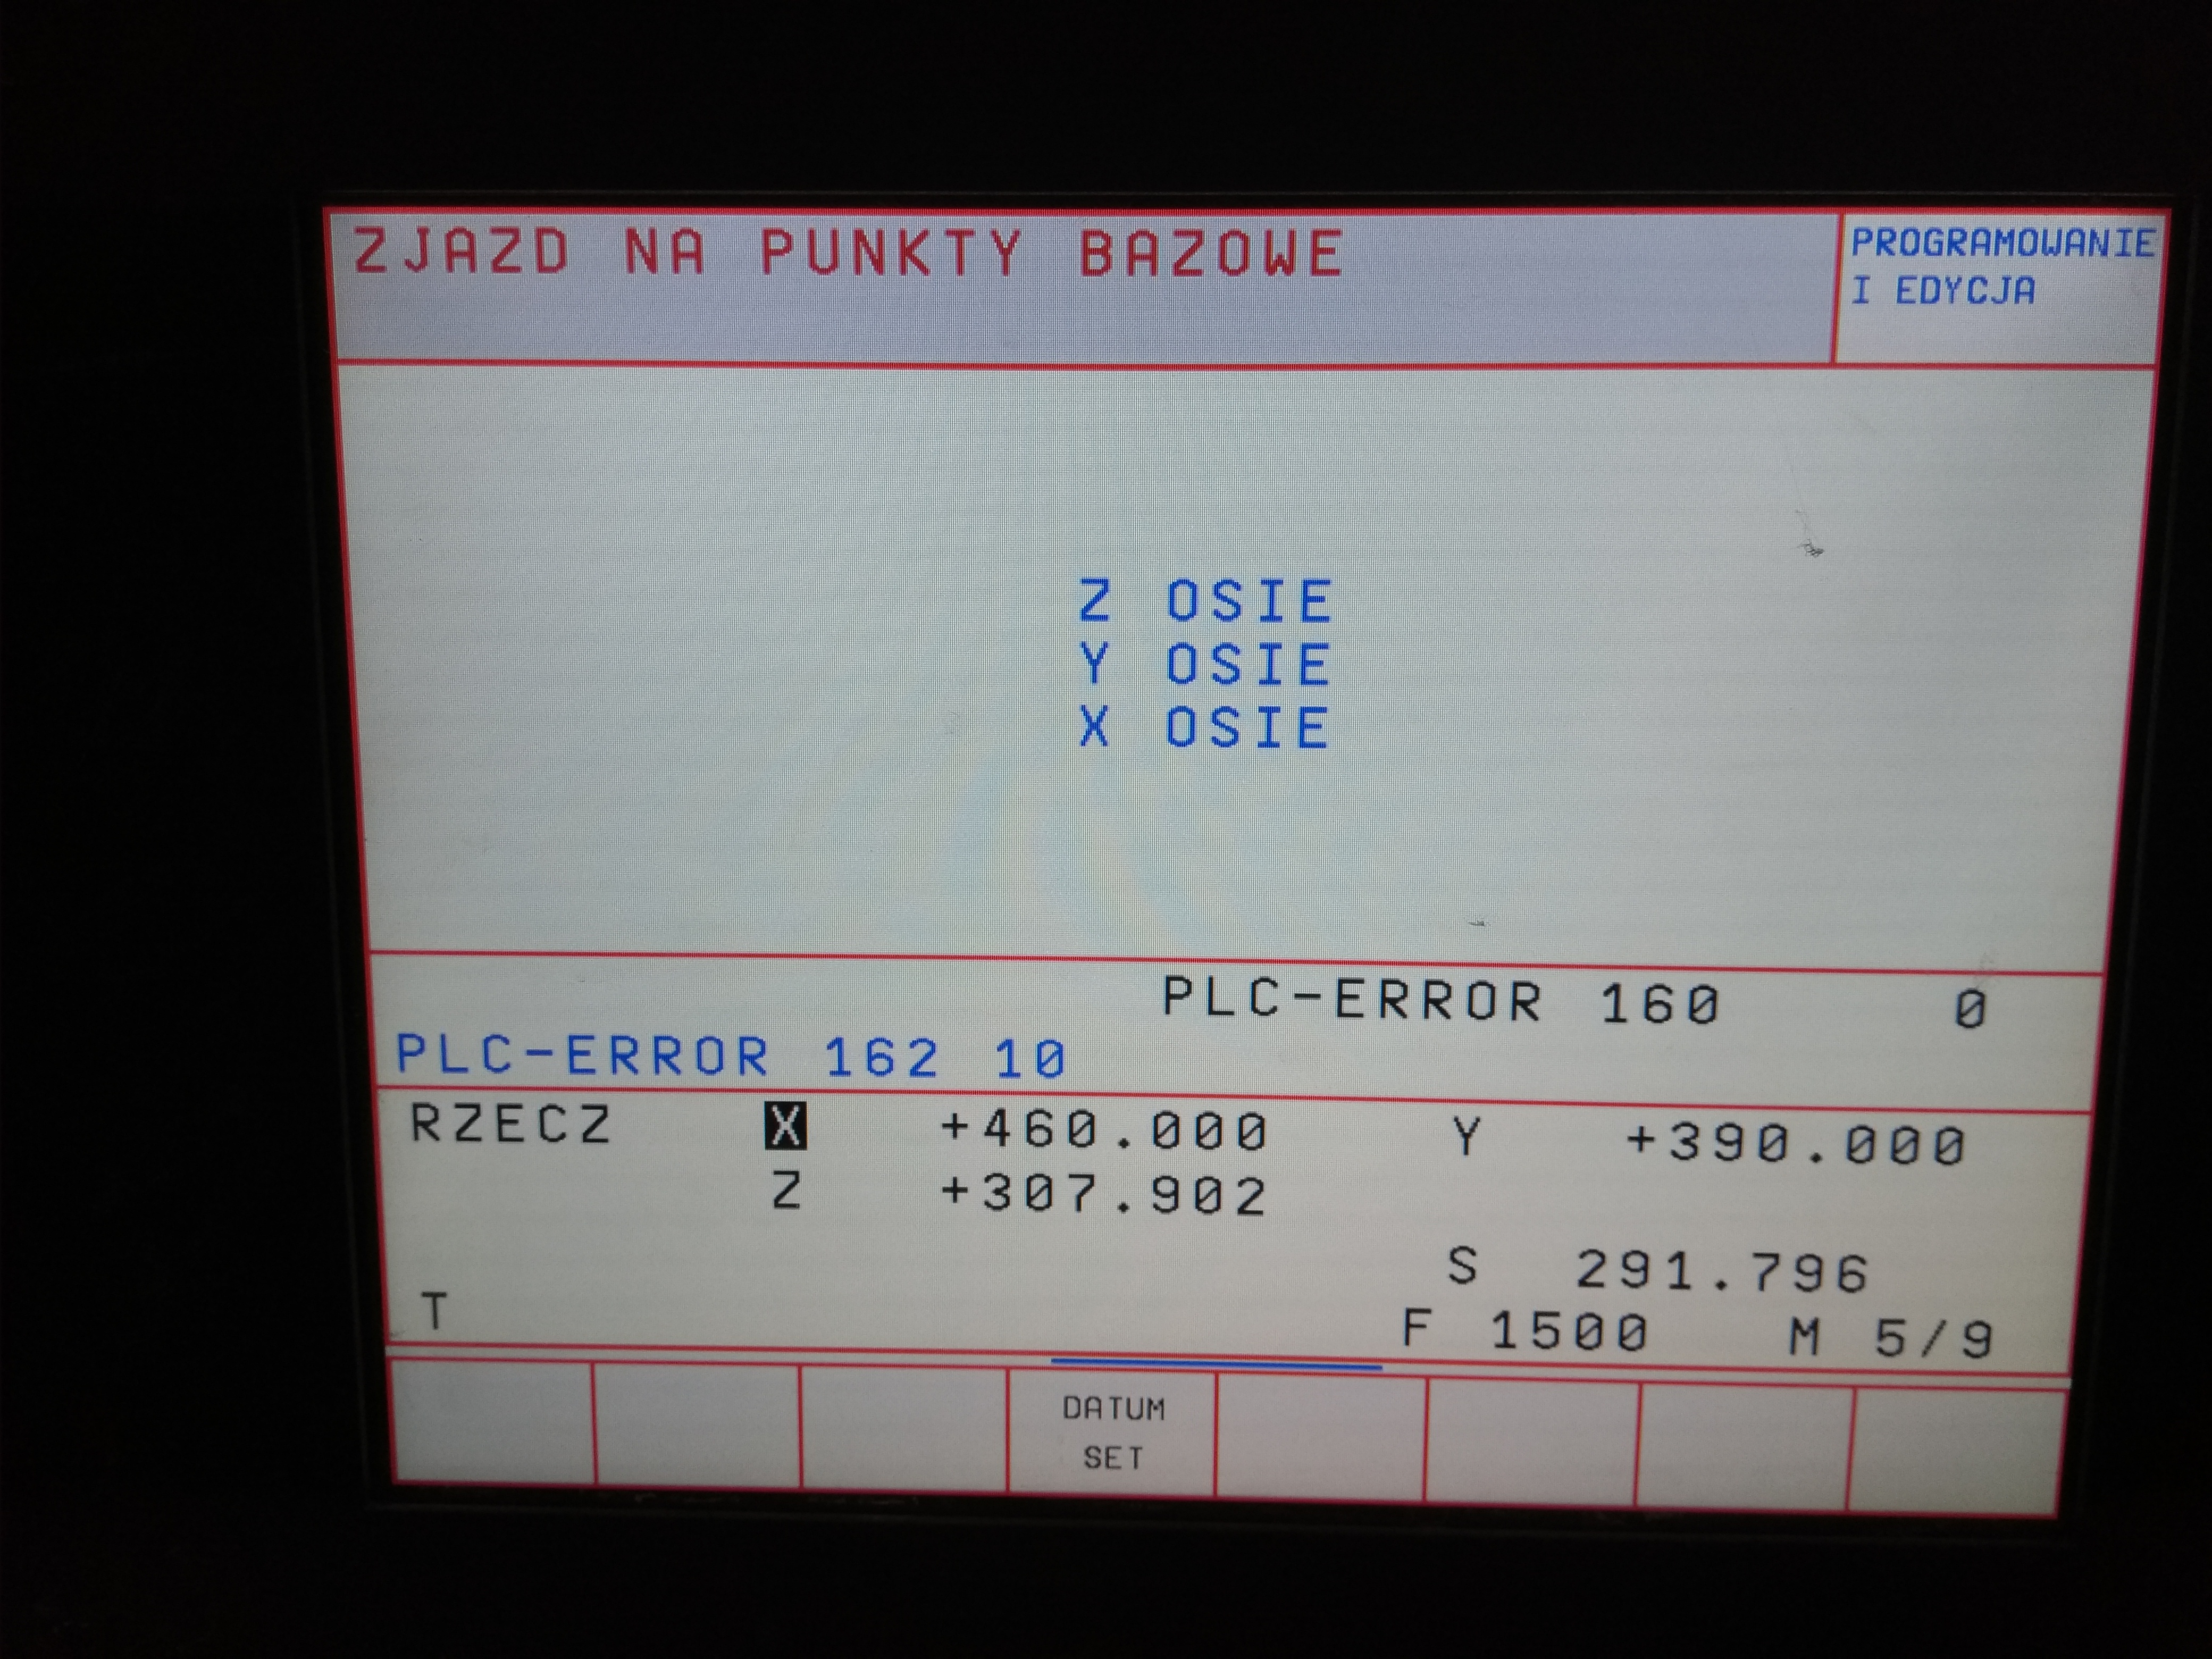 ZJAZD NA PUNKTY BAZOWE
PROGRAMOWANIE
I EDYCJA
Z OSIE
Y OSIE
X OSIE
PLC-ERROR 160 0
PLC-ERROR 162 10
RZECZ X +460.000 Y +390.000
Z +307.902
S 291.796
T
F 1500 M 5/9
DATUM
SET